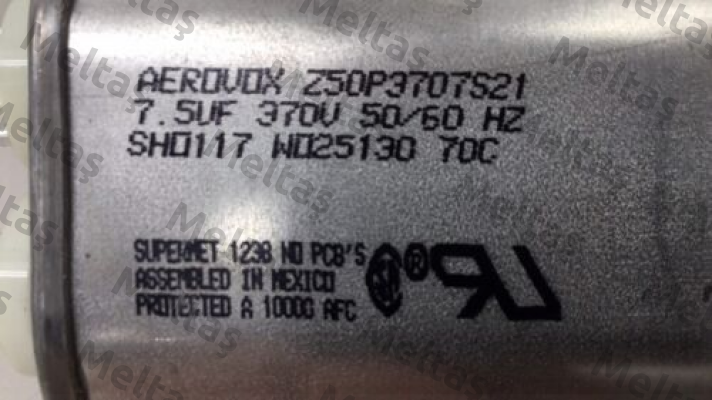 AEROVOX Z50P3707S21
7.5UF 370V 50/60 HZ
SH0117 W025130 70C
SUPERMET 1238 NO PCB'S
ASSEMBLED IN MEXICO
PROTECTED A 10000 AFC
Meltaş